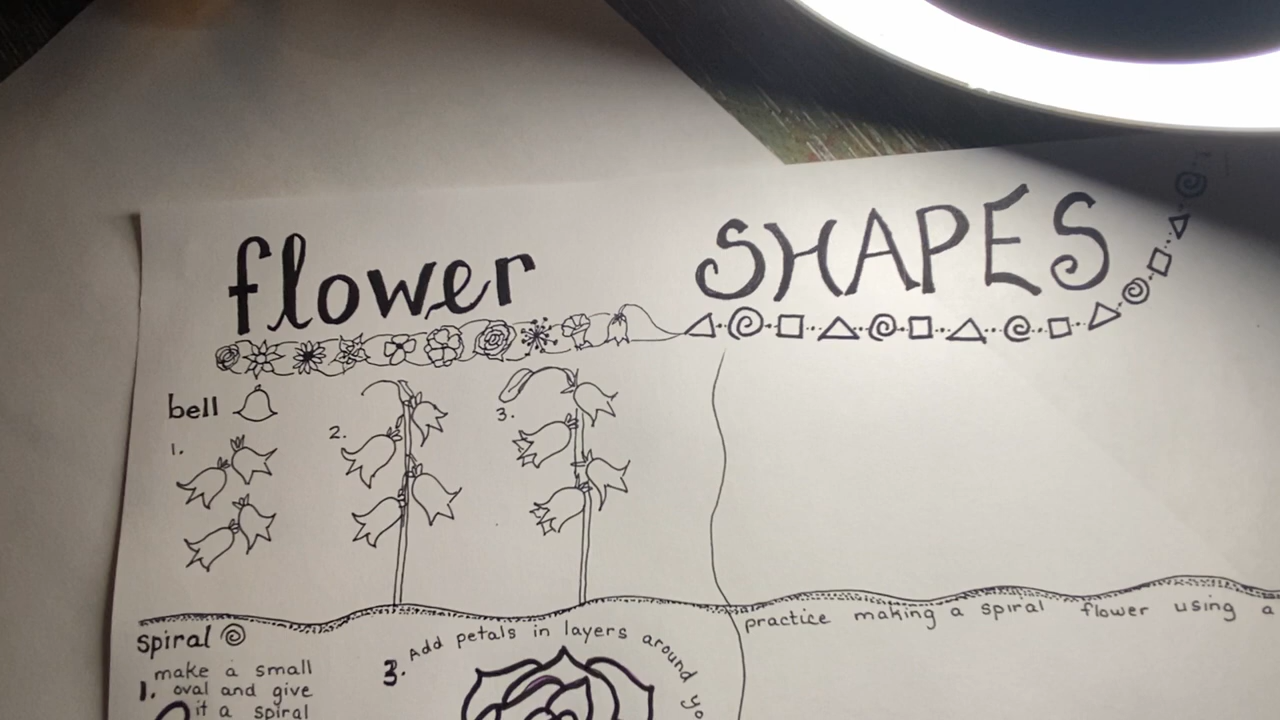 flower SHAPES
bell
1.
2.
3.
practice making a spiral flower using a
spiral
make a small
1. oval and give
it a spiral
3. Add petals in layers around yo